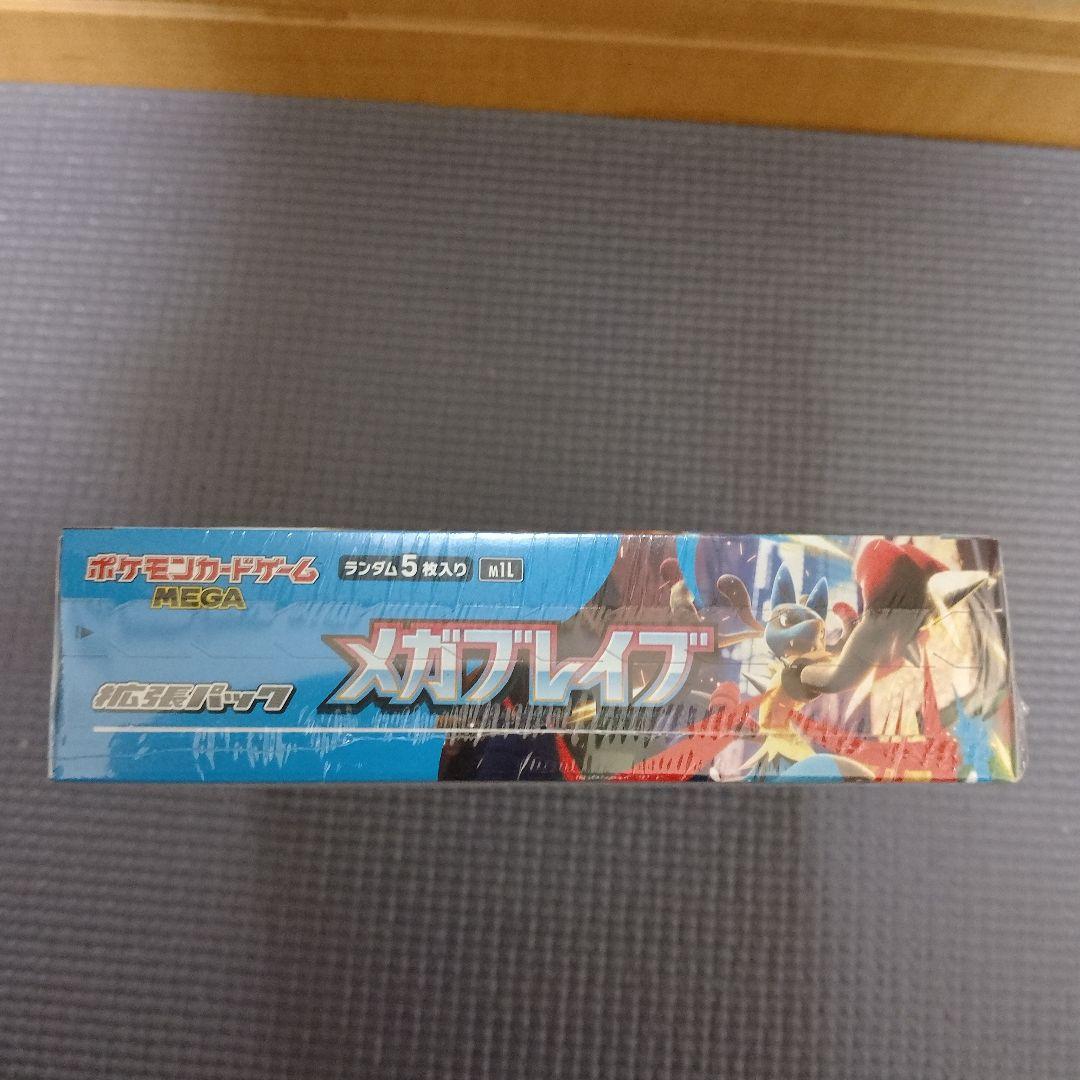 ポケモンカードゲーム
MEGA
ランダム5枚入り
M1L
メガブレイブ
拡張パック